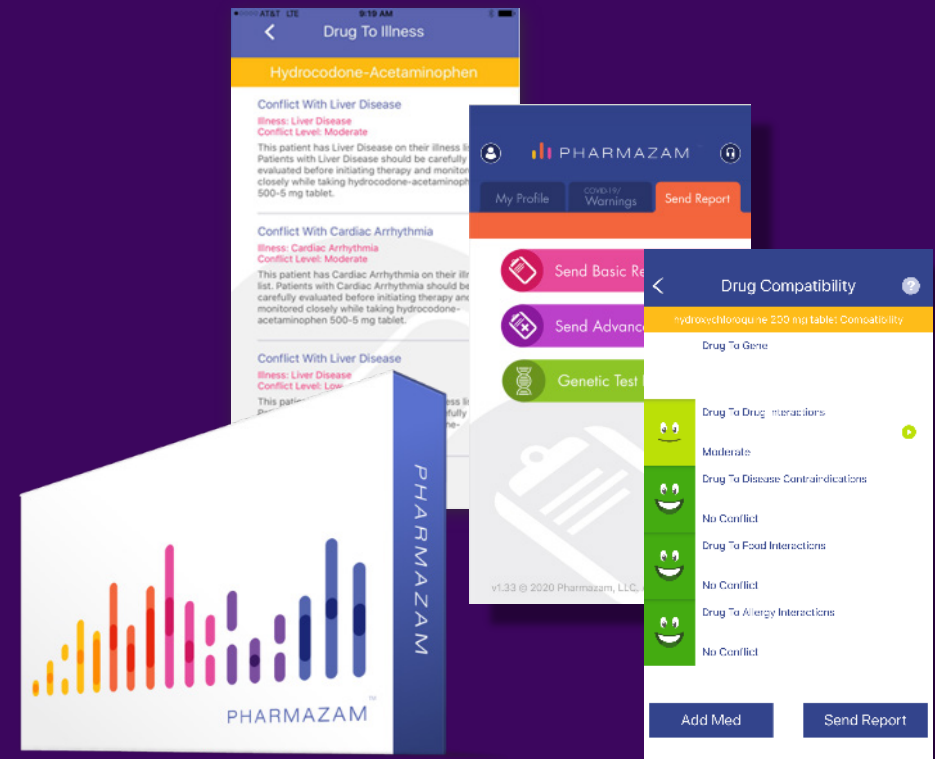 AT&T LTE 9:19 AM
Drug To Illness
Hydrocodone-Acetaminophen
Conflict With Liver Disease
Illness: Liver Disease
Conflict Level: Moderate
This patient has Liver Disease on their illness
Patients with Liver Disease should be carefully
evaluated before initiating therapy and monitored
closely while taking hydrocodone-acetaminoph
500-5 mg tablet.
Conflict With Cardiac Arrhythmia
Illness: Cardiac Arrhythmia
Conflict Level: Moderate
This patient has Cardiac Arrhythmia on their
list. Patients with Cardiac Arrhythmia should be
carefully evaluated before initiating therapy and
monitored closely while taking hydrocodone-
acetaminophen 500-5 mg tablet.
Conflict With Liver Disease
Illness: Liver Disease
Conflict Level: Low
This
PHARMAZAM
My Profile
COVID-19/
Warnings
Send Report
Send Basic Re
Send Advanc
Genetic Test
v1.33 © 2020 Pharmazam, LLC,
Drug Compatibility
?
hydroxychloroquine 200 mg tablet Compatibility
Drug To Gene
Drug To Drug Interactions
Moderate
Drug To Disease Contraindications
No Conflict
Drug To Food Interactions
No Conflict
Drug To Allergy Interactions
No Conflict
Add Med
Send Report
PHARMAZAM
PHARMAZAM™